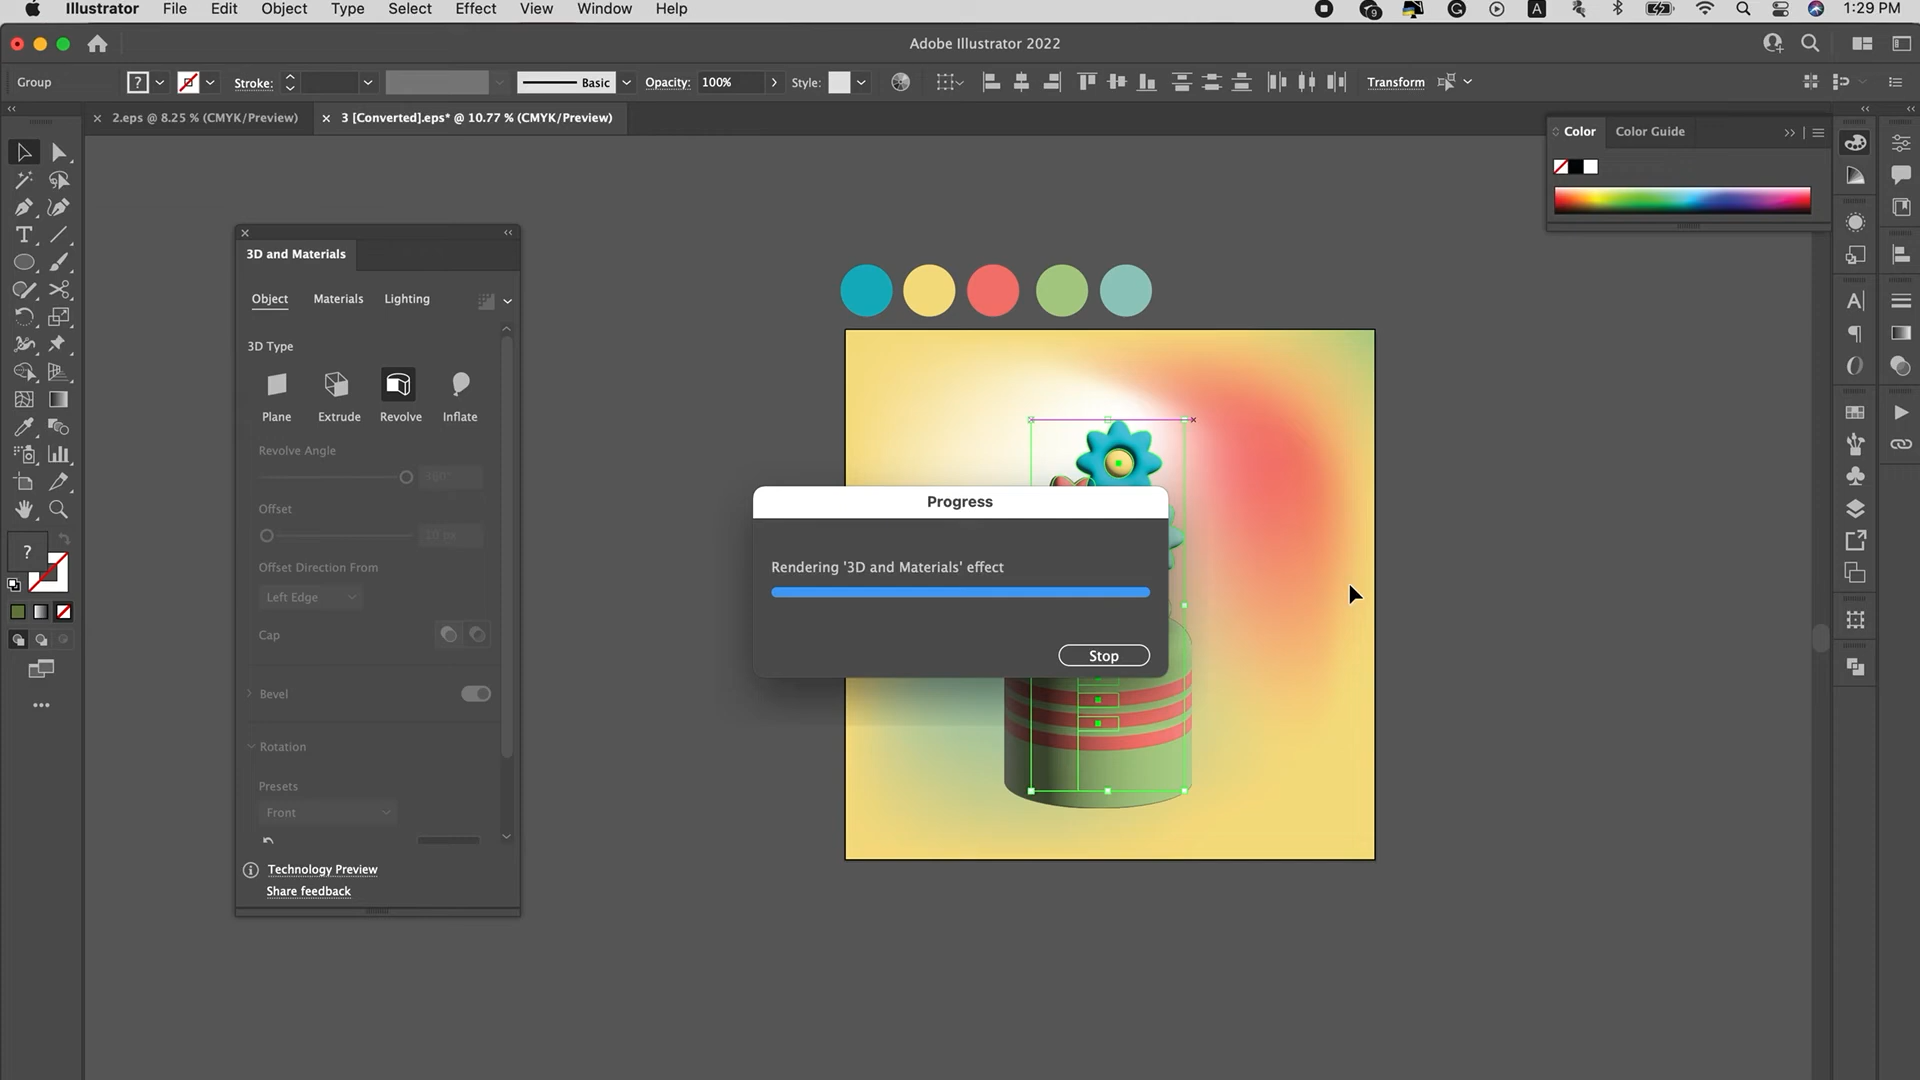 Illustrator File Edit Object Type Select Effect View Window Help 9 A 1:29 PM
Adobe Illustrator 2022
Group ? Stroke: Basic Opacity: 100% Style: Transform
2.eps @ 8.25 % (CMYK/Preview) 3 [Converted].eps* @ 10.77 % (CMYK/Preview)
Color Color Guide
3D and Materials
Object Materials Lighting
3D Type
Plane Extrude Revolve Inflate
Revolve Angle
360°
Offset
Offset Direction From
Left Edge
Cap
Bevel
Rotation
Presets
Front
Technology Preview
Share feedback
?
Progress
Rendering '3D and Materials' effect
Stop